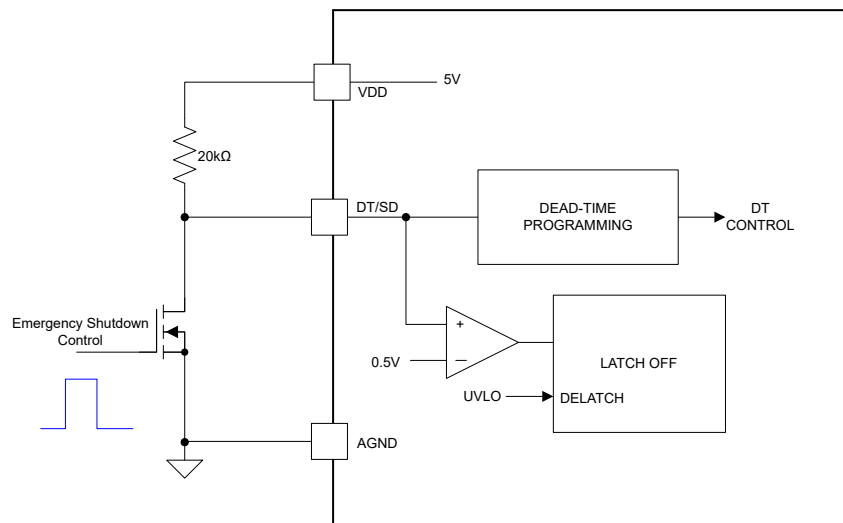 VDD
5V
20kΩ
DT/SD
DEAD-TIME
PROGRAMMING
DT
CONTROL
Emergency Shutdown
Control
+
0.5V
–
LATCH OFF
UVLO
DELATCH
AGND